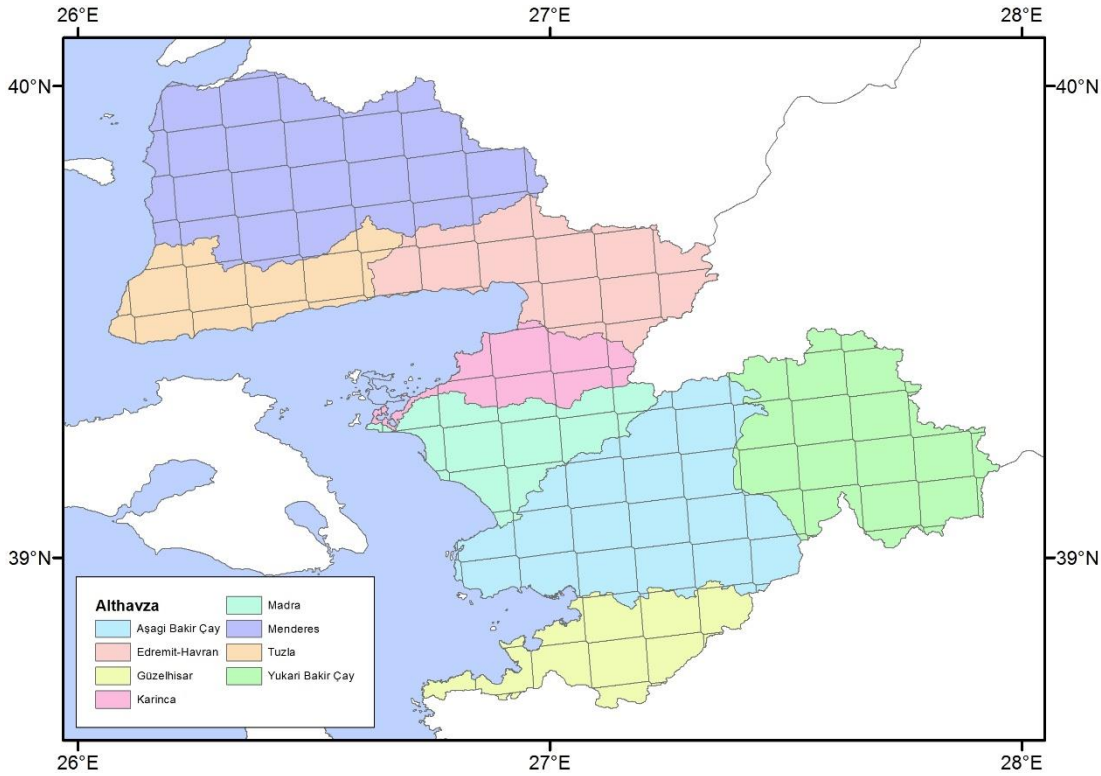 26°E 27°E 28°E
40°N 40°N
39°N 39°N
Althavza
Aşagi Bakir Çay
Edremit-Havran
Güzelhisar
Karinca
Madra
Menderes
Tuzla
Yukari Bakir Çay
26°E 27°E 28°E